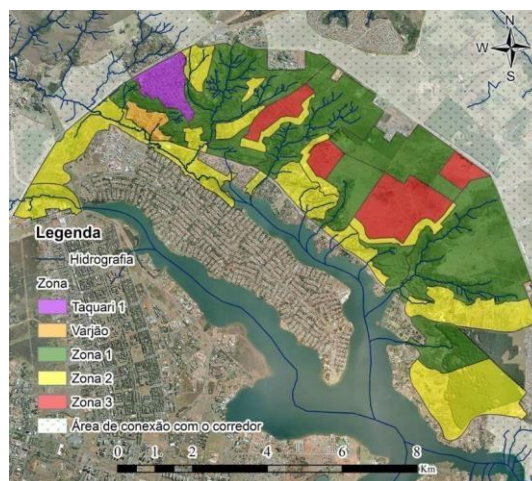 N
W E
S
Legenda
Hidrografia
Zona
Taquari 1
Varjão
Zona 1
Zona 2
Zona 3
Área de conexão com o corredor
0 1 2 4 6 8
Km